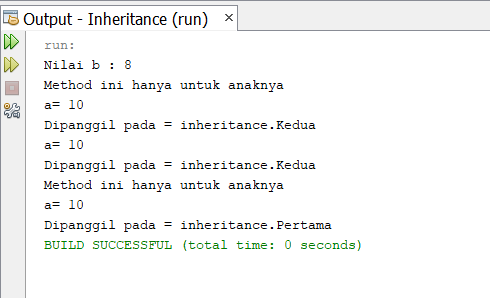 Output - Inheritance (run) ×
run:
Nilai b : 8
Method ini hanya untuk anaknya
a= 10
Dipanggil pada = inheritance.Kedua
a= 10
Dipanggil pada = inheritance.Kedua
Method ini hanya untuk anaknya
a= 10
Dipanggil pada = inheritance.Pertama
BUILD SUCCESSFUL (total time: 0 seconds)